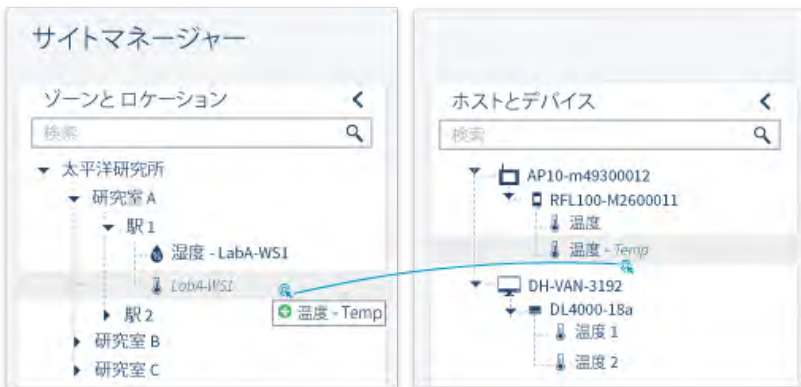 サイトマネージャー
ゾーンとロケーション
検索
太平洋研究所
研究室 A
駅 1
湿度 - LabA-WS1
LabA-WS1
温度 - Temp
駅 2
研究室 B
研究室 C
ホストとデバイス
検索
AP10-m49300012
RFL100-M2600011
温度
温度 - Temp
DH-VAN-3192
DL4000-18a
温度 1
温度 2